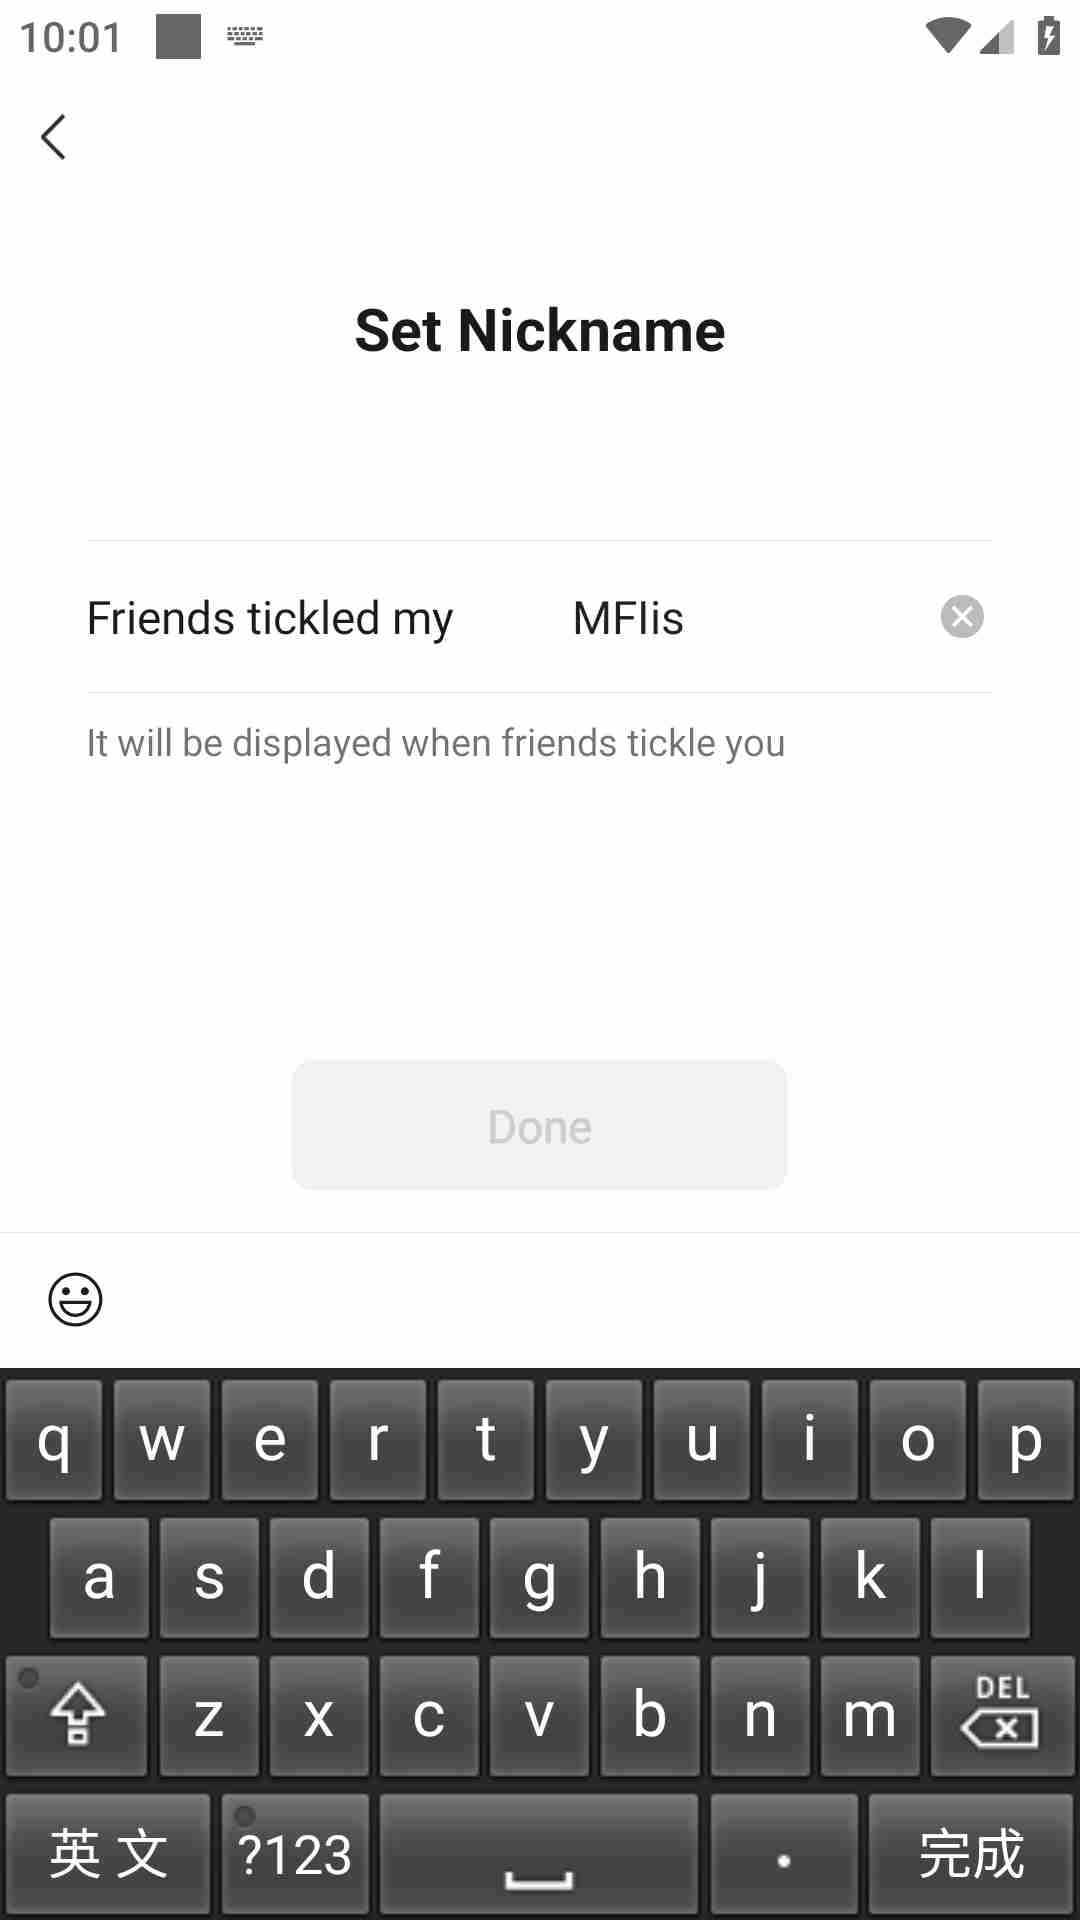 10:01
Set Nickname
Friends tickled my MFIis
It will be displayed when friends tickle you
Done
q w e r t y u i o p
a s d f g h j k l
z x c v b n m DEL
英文 ?123 . 完成